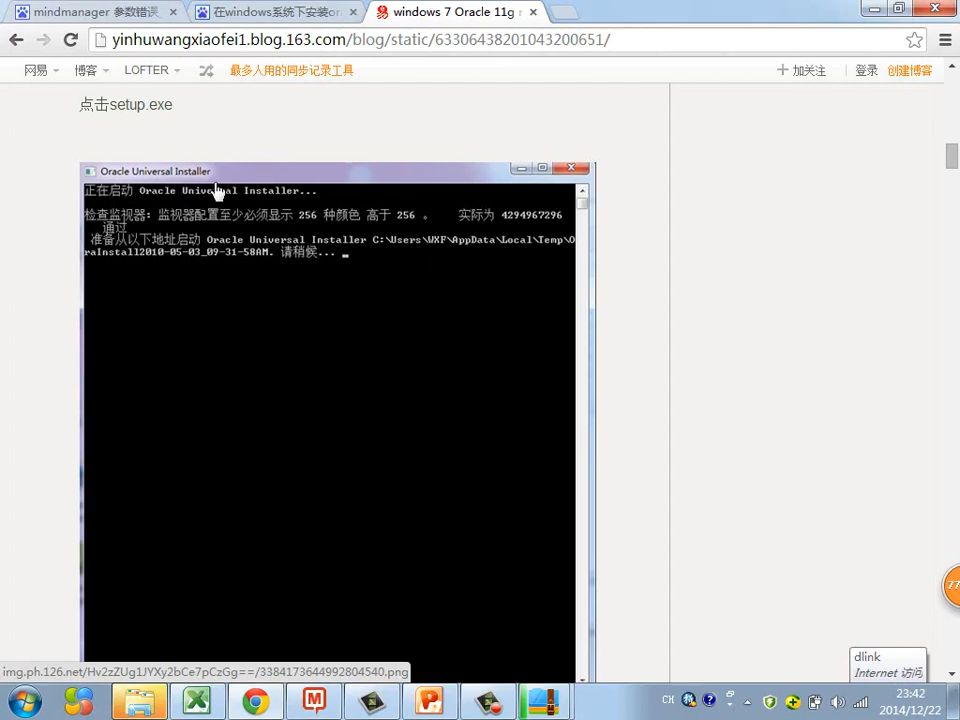 mindmanager 参数错误
在windows系统下安装or
windows 7 Oracle 11g r
yinhuwangxiaofei1.blog.163.com/blog/static/63306438201043200651/
网易 博客 LOFTER 最多人用的同步记录工具 加关注 登录 创建博客
点击setup.exe
Oracle Universal Installer
正在启动 Oracle Universal Installer...
检查监视器: 监视器配置至少必须显示 256 种颜色 高于 256 。 实际为 4294967296
通过
准备从以下地址启动 Oracle Universal Installer C:\Users\WXF\AppData\Local\Temp\O
raInstall2010-05-03_09-31-58AM. 请稍候...
77
img.ph.126.net/Hv2zZUg1JYXy2bCe7pCzGg==/3384173644992804540.png
dlink
Internet 访问
CH
23:42
2014/12/22